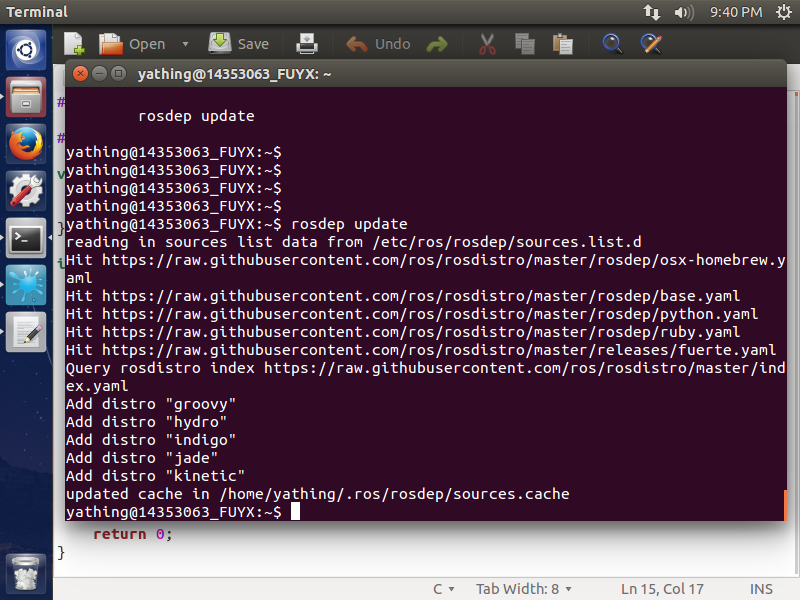 Terminal
9:40 PM
Open
Save
Undo
yathing@14353063_FUYX: ~
#
rosdep update
#
yathing@14353063_FUYX:~$
v
yathing@14353063_FUYX:~$
yathing@14353063_FUYX:~$
yathing@14353063_FUYX:~$
}
yathing@14353063_FUYX:~$ rosdep update
reading in sources list data from /etc/ros/rosdep/sources.list.d
i
Hit https://raw.githubusercontent.com/ros/rosdistro/master/rosdep/osx-homebrew.y
aml
Hit https://raw.githubusercontent.com/ros/rosdistro/master/rosdep/base.yaml
Hit https://raw.githubusercontent.com/ros/rosdistro/master/rosdep/python.yaml
Hit https://raw.githubusercontent.com/ros/rosdistro/master/rosdep/ruby.yaml
Hit https://raw.githubusercontent.com/ros/rosdistro/master/releases/fuerte.yaml
Query rosdistro index https://raw.githubusercontent.com/ros/rosdistro/master/ind
ex.yaml
Add distro "groovy"
Add distro "hydro"
Add distro "indigo"
Add distro "jade"
Add distro "kinetic"
updated cache in /home/yathing/.ros/rosdep/sources.cache
yathing@14353063_FUYX:~$
return 0;
}
C
Tab Width: 8
Ln 15, Col 17
INS